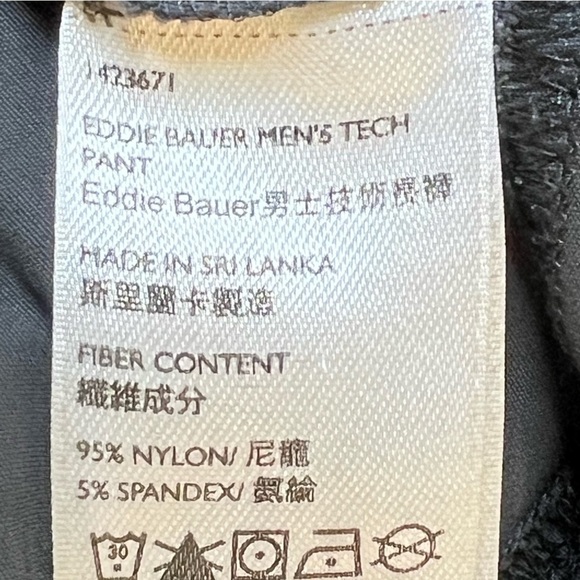 1423671
EDDIE BAUER MEN'S TECH
PANT
Eddie Bauer男士技術長褲
MADE IN SRI LANKA
斯里蘭卡製造
FIBER CONTENT
纖維成分
95% NYLON/ 尼龍
5% SPANDEX/ 氨綸
30